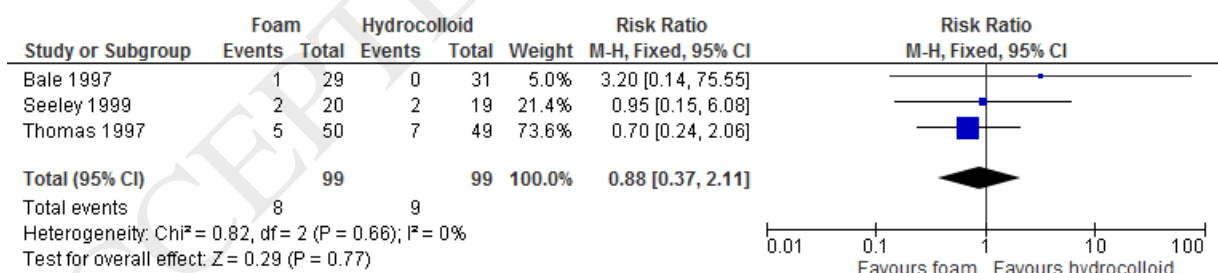 Foam Hydrocolloid Risk Ratio Risk Ratio
Study or Subgroup Events Total Events Total Weight M-H, Fixed, 95% CI M-H, Fixed, 95% CI
Bale 1997 1 29 0 31 5.0% 3.20 [0.14, 75.55]
Seeley 1999 2 20 2 19 21.4% 0.95 [0.15, 6.08]
Thomas 1997 5 50 7 49 73.6% 0.70 [0.24, 2.06]
Total (95% CI) 99 99 100.0% 0.88 [0.37, 2.11]
Total events 8 9
Heterogeneity: Chi² = 0.82, df = 2 (P = 0.66); I² = 0%
Test for overall effect: Z = 0.29 (P = 0.77)
0.01 0.1 1 10 100
Favours foam Favours hydrocolloid